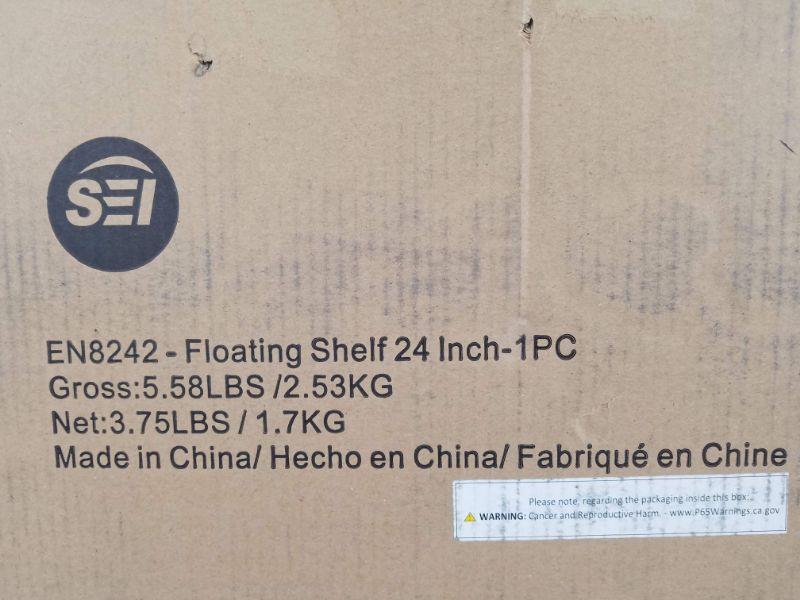 SEI
EN8242 - Floating Shelf 24 Inch-1PC
Gross:5.58LBS /2.53KG
Net:3.75LBS / 1.7KG
Made in China/ Hecho en China/ Fabriqué en Chine
Please note, regarding the packaging inside this box:
WARNING: Cancer and Reproductive Harm. - www.P65Warnings.ca.gov